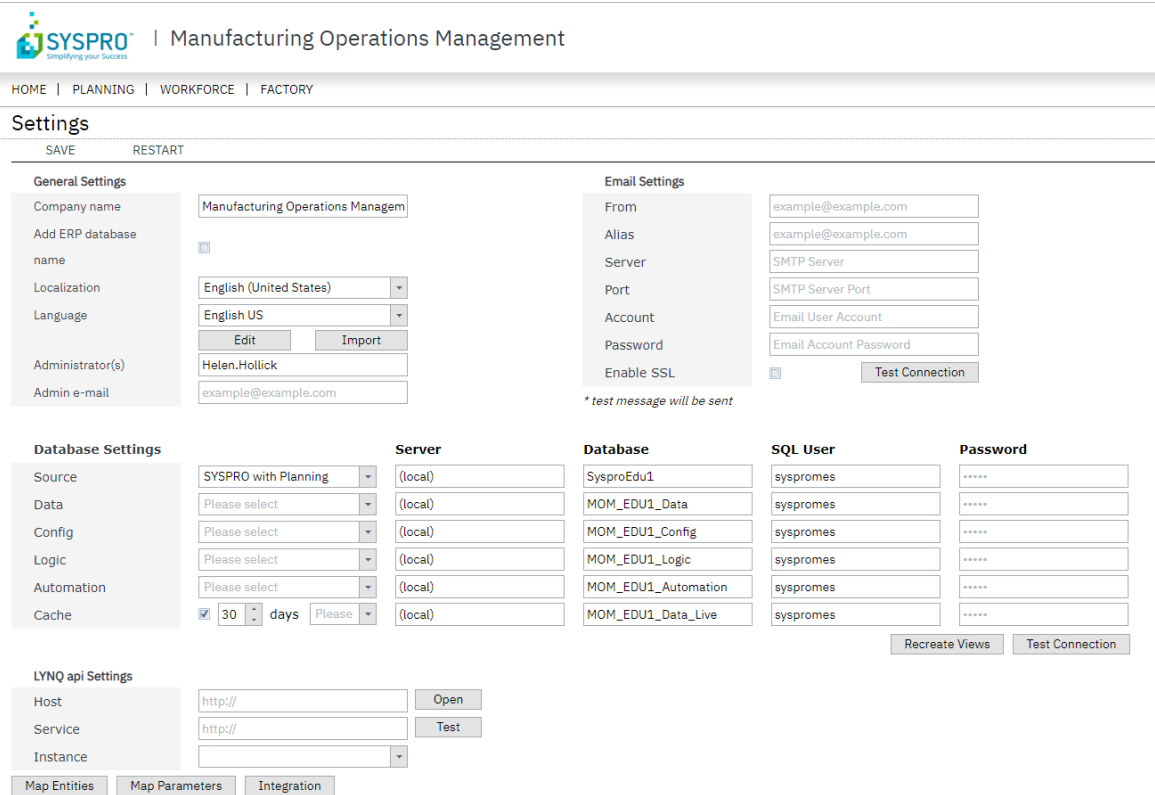 SYSPRO™ | Manufacturing Operations Management
Simplifying your Success
HOME | PLANNING | WORKFORCE | FACTORY
Settings
SAVE RESTART
General Settings Email Settings
Company name Manufacturing Operations Managem From example@example.com
Add ERP database Alias example@example.com
name Server SMTP Server
Localization English (United States) Port SMTP Server Port
Language English US Account Email User Account
Edit Import Password Email Account Password
Administrator(s) Helen.Hollick Enable SSL Test Connection
Admin e-mail example@example.com * test message will be sent
Database Settings Server Database SQL User Password
Source SYSPRO with Planning (local) SysproEdu1 syspromes •••••
Data Please select (local) MOM_EDU1_Data syspromes •••••
Config Please select (local) MOM_EDU1_Config syspromes •••••
Logic Please select (local) MOM_EDU1_Logic syspromes •••••
Automation Please select (local) MOM_EDU1_Automation syspromes •••••
Cache 30 days Please (local) MOM_EDU1_Data_Live syspromes •••••
Recreate Views Test Connection
LYNQ api Settings
Host http:// Open
Service http:// Test
Instance
Map Entities Map Parameters Integration